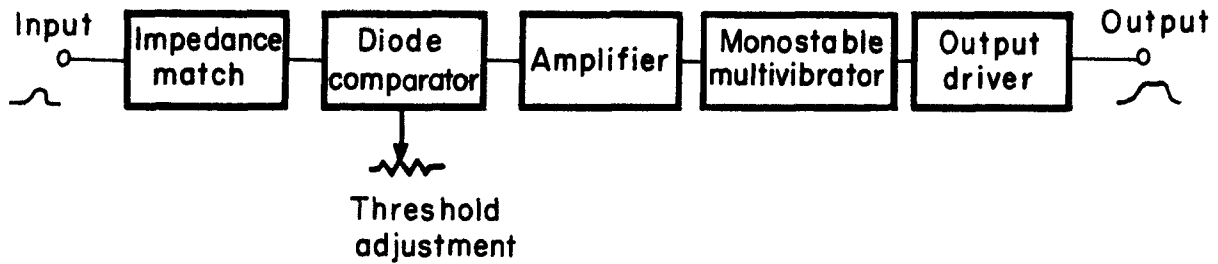 Input
Impedance
match
Diode
comparator
Amplifier
Monostable
multivibrator
Output
driver
Output
Threshold
adjustment